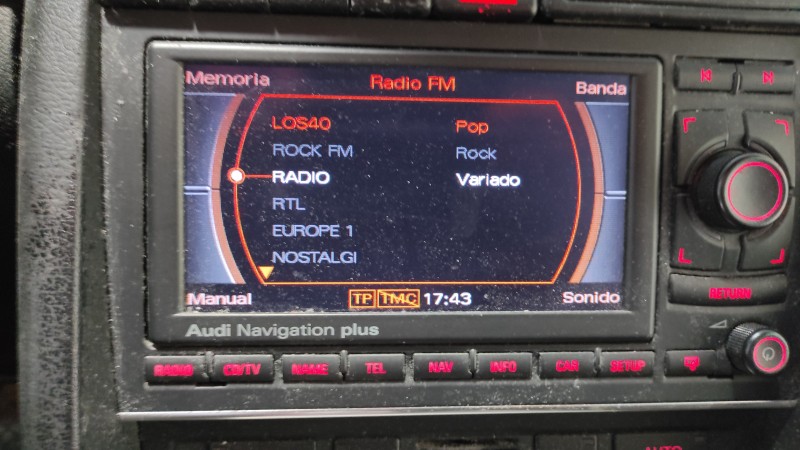 Memoria Radio FM Banda
LOS40 Pop
ROCK FM Rock
RADIO Variado
RTL
EUROPE 1
NOSTALGI
Manual TP TMC 17:43 Sonido
Audi Navigation plus
RETURN
RADIO CD/TV NAME TEL NAV INFO CAR SETUP
AUTO